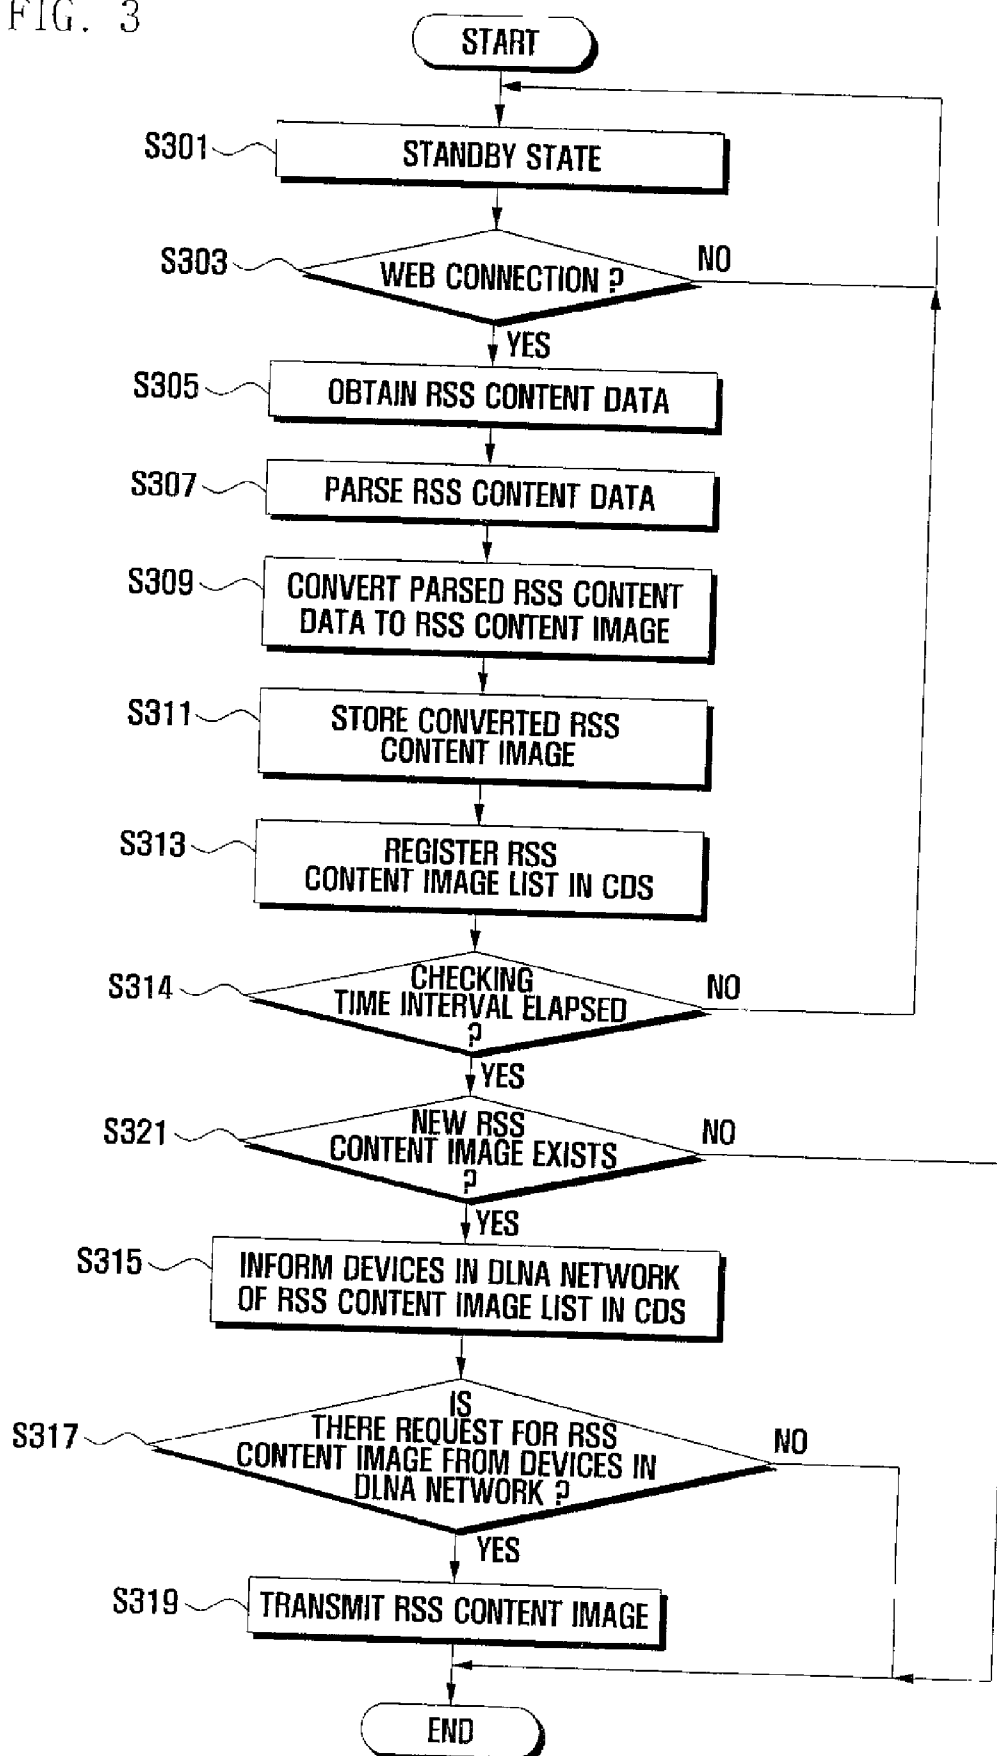 FIG. 3
START
S301
STANDBY STATE
S303
WEB CONNECTION ?
NO
YES
S305
OBTAIN RSS CONTENT DATA
S307
PARSE RSS CONTENT DATA
S309
CONVERT PARSED RSS CONTENT
DATA TO RSS CONTENT IMAGE
S311
STORE CONVERTED RSS
CONTENT IMAGE
S313
REGISTER RSS
CONTENT IMAGE LIST IN CDS
S314
CHECKING
TIME INTERVAL ELAPSED
?
NO
YES
S321
NEW RSS
CONTENT IMAGE EXISTS
?
NO
YES
S315
INFORM DEVICES IN DLNA NETWORK
OF RSS CONTENT IMAGE LIST IN CDS
S317
IS
THERE REQUEST FOR RSS
CONTENT IMAGE FROM DEVICES IN
DLNA NETWORK ?
NO
YES
S319
TRANSMIT RSS CONTENT IMAGE
END